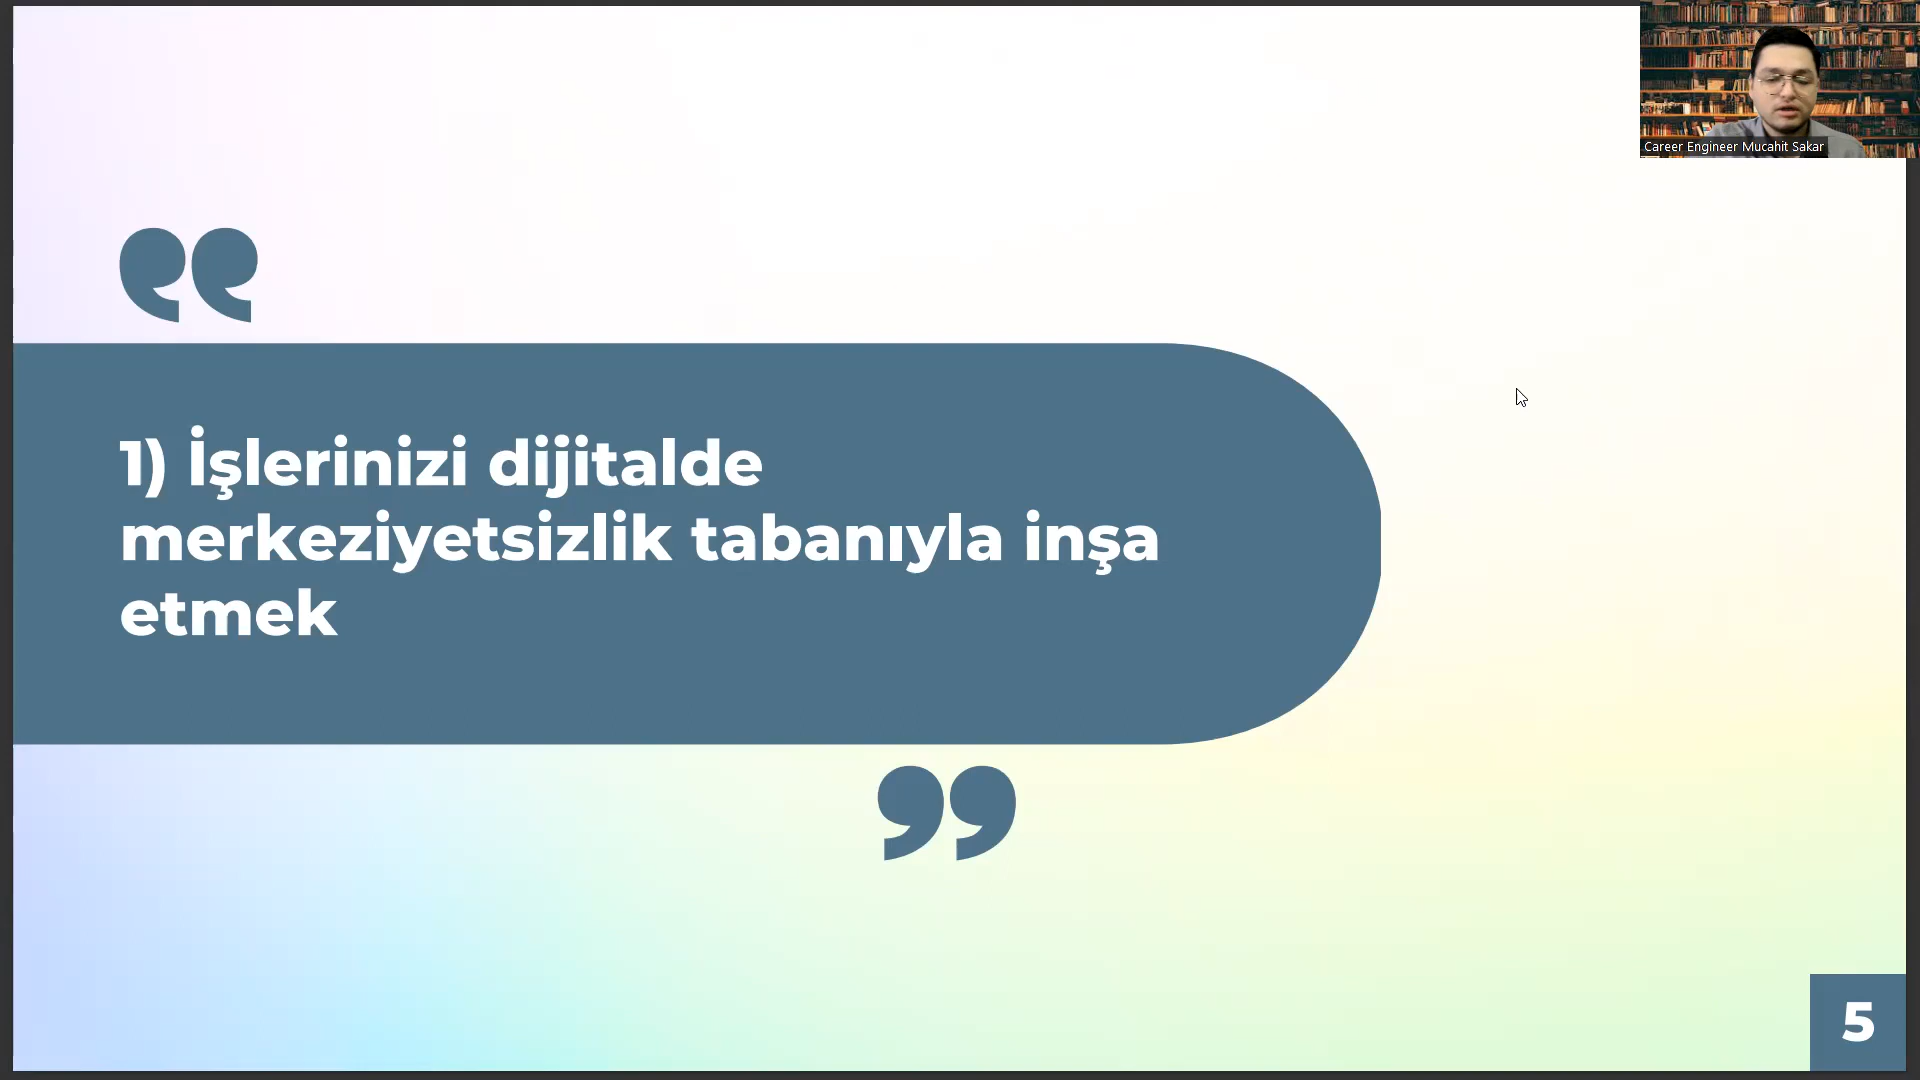 Career Engineer Mucahit Sakar
1) İşlerinizi dijitalde
merkeziyetsizlik tabanıyla inşa
etmek
5